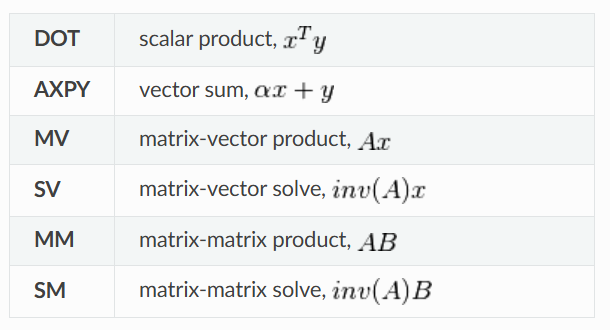 DOT scalar product, x^T y
AXPY vector sum, αx + y
MV matrix-vector product, Ax
SV matrix-vector solve, inv(A)x
MM matrix-matrix product, AB
SM matrix-matrix solve, inv(A)B